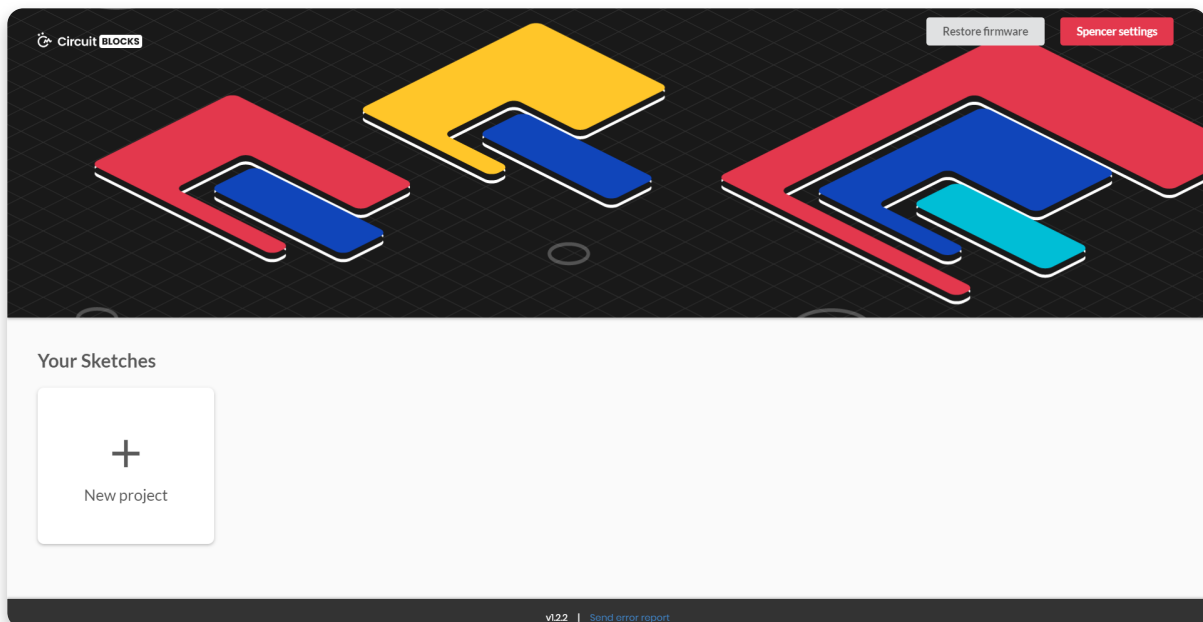 Circuit BLOCKS
Restore firmware
Spencer settings
Your Sketches
New project
v1.2.2 | Send error report